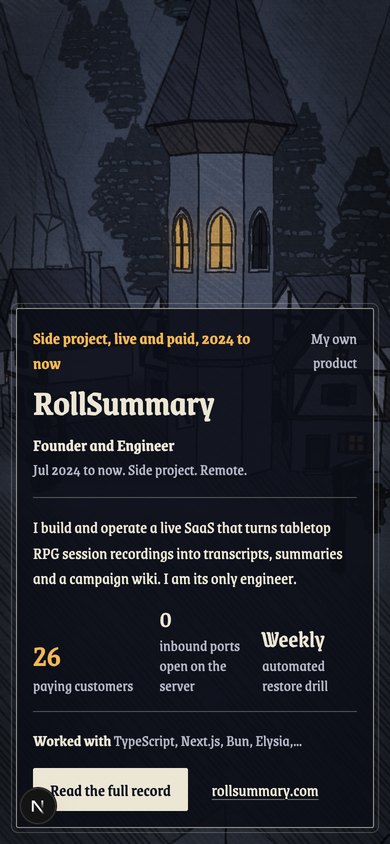 Side project, live and paid, 2024 to
now
My own
product
RollSummary
Founder and Engineer
Jul 2024 to now. Side project. Remote.
I build and operate a live SaaS that turns tabletop
RPG session recordings into transcripts, summaries
and a campaign wiki. I am its only engineer.
26
paying customers
0
inbound ports
open on the
server
Weekly
automated
restore drill
Worked with TypeScript, Next.js, Bun, Elysia,...
Read the full record
rollsummary.com
N